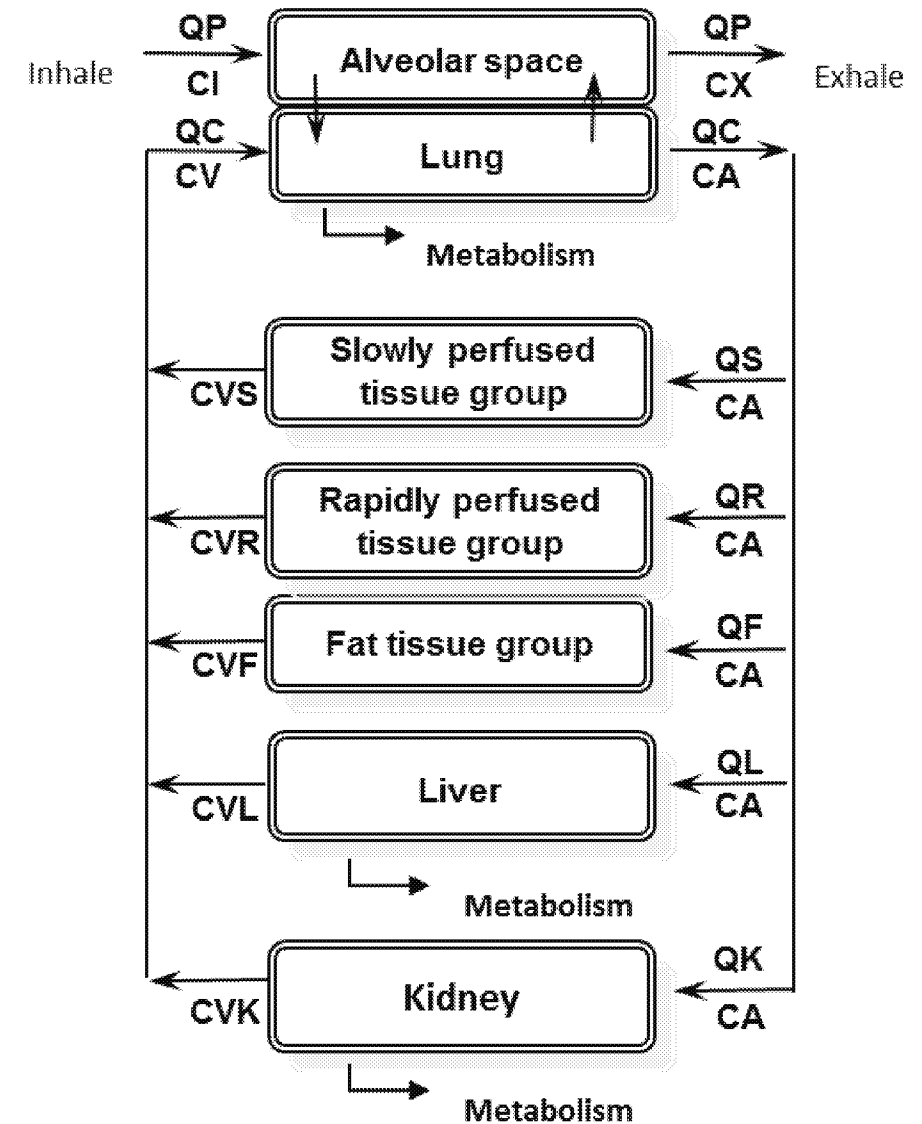 QP
QP
Inhale
Alveolar space
Exhale
CI
CX
QC
QC
Lung
CV
CA
Metabolism
Slowly perfused
tissue group
QS
CVS
CA
Rapidly perfused
tissue group
QR
CVR
CA
Fat tissue group
QF
CVF
CA
Liver
QL
CVL
CA
Metabolism
Kidney
QK
CVK
CA
Metabolism